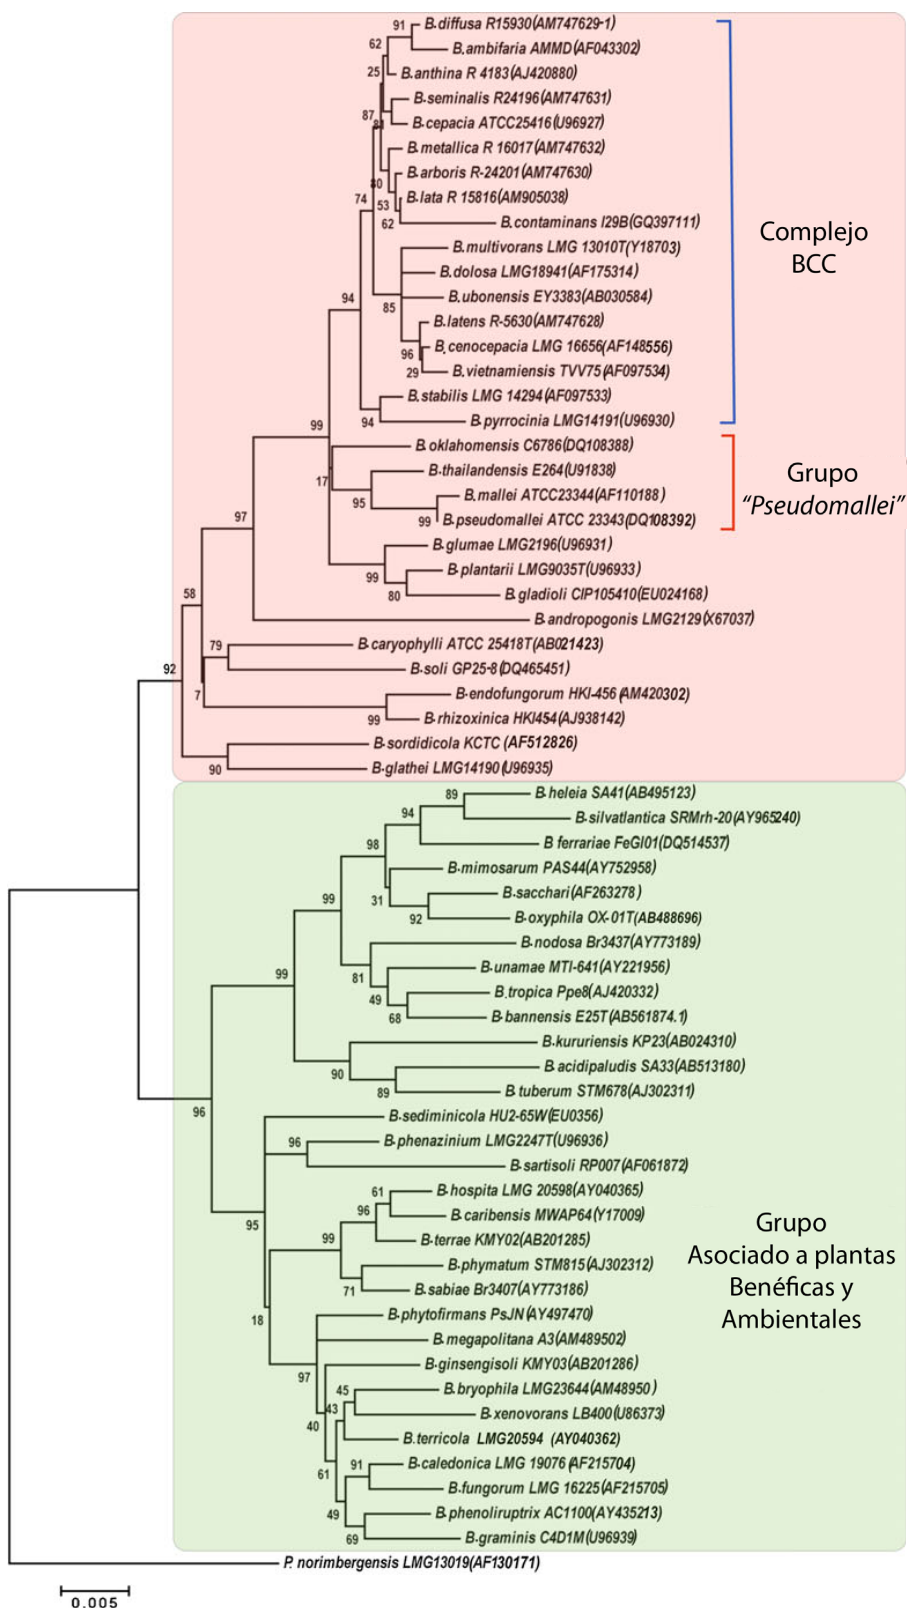 91
B.diffusa R15930(AM747629-1)
62
B.ambifaria AMMD(AF043302)
25
B.anthina R 4183(AJ420880)
B.seminalis R24196(AM747631)
87
B.cepacia ATCC25416(U96927)
B.metallica R 16017(AM747632)
B.arboris R-24201(AM747630)
80
74
53
B.lata R 15816(AM905038)
62
B.contaminans I29B(GQ397111)
Complejo
BCC
B.multivorans LMG 13010T(Y18703)
B.dolosa LMG18941(AF175314)
94
85
B.ubonensis EY3383(AB030584)
B.latens R-5630(AM747628)
96
B.cenocepacia LMG 16656(AF148556)
29
B.vietnamiensis TVV75(AF097534)
B.stabilis LMG 14294(AF097533)
99
94
B.pyrrocinia LMG14191(U96930)
B.oklahomensis C6786(DQ108388)
17
B.thailandensis E264(U91838)
95
B.mallei ATCC23344(AF110188)
99
B.pseudomallei ATCC 23343(DQ108392)
Grupo
“Pseudomallei”
97
B.glumae LMG2196(U96931)
99
B.plantarii LMG9035T(U96933)
80
B.gladioli CIP105410(EU024168)
58
B.andropogonis LMG2129(X67037)
79
B.caryophylli ATCC 25418T(AB021423)
92
B.soli GP25-8(DQ465451)
7
B.endofungorum HKI-456(AM420302)
99
B.rhizoxinica HKI454(AJ938142)
B.sordidicola KCTC (AF512826)
90
B.glathei LMG14190(U96935)
89
B.heleia SA41(AB495123)
94
B.silvatlantica SRMrh-20(AY965240)
98
B ferrariae FeGI01(DQ514537)
B.mimosarum PAS44(AY752958)
99
31
B.sacchari(AF263278)
92
B.oxyphila OX-01T(AB488696)
B.nodosa Br3437(AY773189)
99
81
B.unamae MTI-641(AY221956)
49
B.tropica Ppe8(AJ420332)
68
B.bannensis E25T(AB561874.1)
B.kururiensis KP23(AB024310)
90
B.acidipaludis SA33(AB513180)
89
B.tuberum STM678(AJ302311)
96
B.sediminicola HU2-65W(EU0356)
96
B.phenazinium LMG2247T(U96936)
B.sartisoli RP007(AF061872)
61
B.hospita LMG 20598(AY040365)
95
96
B.caribensis MWAP64(Y17009)
99
B.terrae KMY02(AB201285)
B.phymatum STM815(AJ302312)
71
B.sabiae Br3407(AY773186)
Grupo
Asociado a plantas
Benéficas y
Ambientales
18
B.phytofirmans PsJN(AY497470)
B.megapolitana A3(AM489502)
97
B.ginsengisoli KMY03(AB201286)
45
B.bryophila LMG23644(AM48950)
43
B.xenovorans LB400(U86373)
40
B.terricola LMG20594 (AY040362)
91
B.caledonica LMG 19076(AF215704)
61
B.fungorum LMG 16225(AF215705)
49
B.phenoliruptrix AC1100(AY435213)
69
B.graminis C4D1M(U96939)
P. norimbergensis LMG13019(AF130171)
0.005